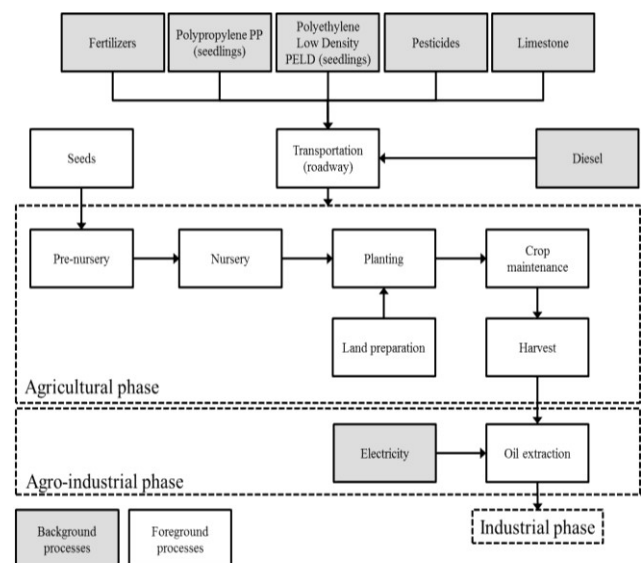 Fertilizers
Polypropylene PP
(seedlings)
Polyethylene
Low Density
PELD (seedlings)
Pesticides
Limestone
Seeds
Transportation
(roadway)
Diesel
Pre-nursery
Nursery
Planting
Crop
maintenance
Land preparation
Harvest
Agricultural phase
Electricity
Oil extraction
Agro-industrial phase
Industrial phase
Background
processes
Foreground
processes